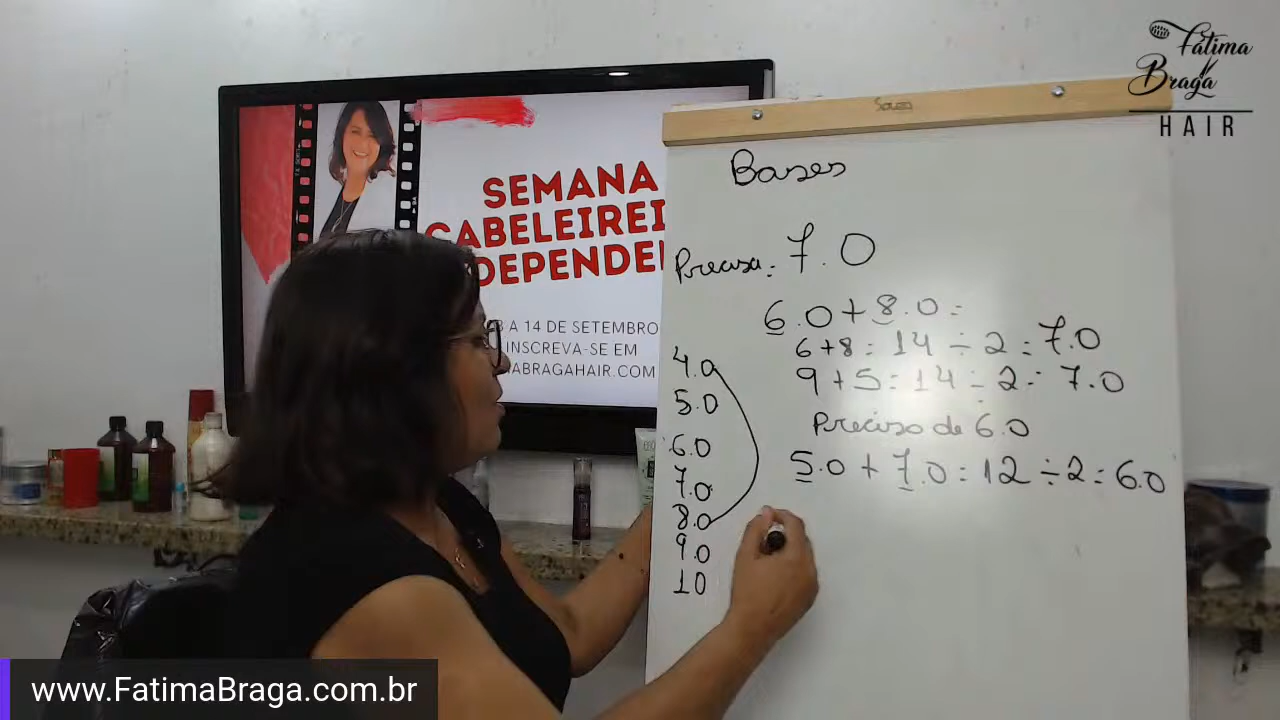 Fátima
Braga
HAIR
Souza
SEMANA
CABELEIREI
DEPENDE
A 14 DE SETEMBRO
INSCREVA-SE EM
ABRAGAHAIR.COM
Bases
Precisa: 7.0
6.0 + 8.0 =
6 + 8 = 14 ÷ 2 = 7.0
9 + 5 = 14 ÷ 2 = 7.0
Preciso de 6.0
5.0 + 7.0 = 12 ÷ 2 = 6.0
4.0
5.0
6.0
7.0
8.0
9.0
10
www.FatimaBraga.com.br